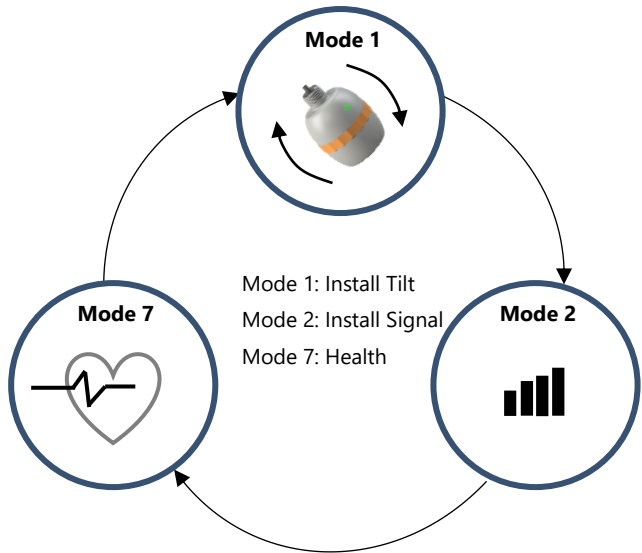 Mode 1
Mode 1: Install Tilt
Mode 7
Mode 2: Install Signal
Mode 2
Mode 7: Health